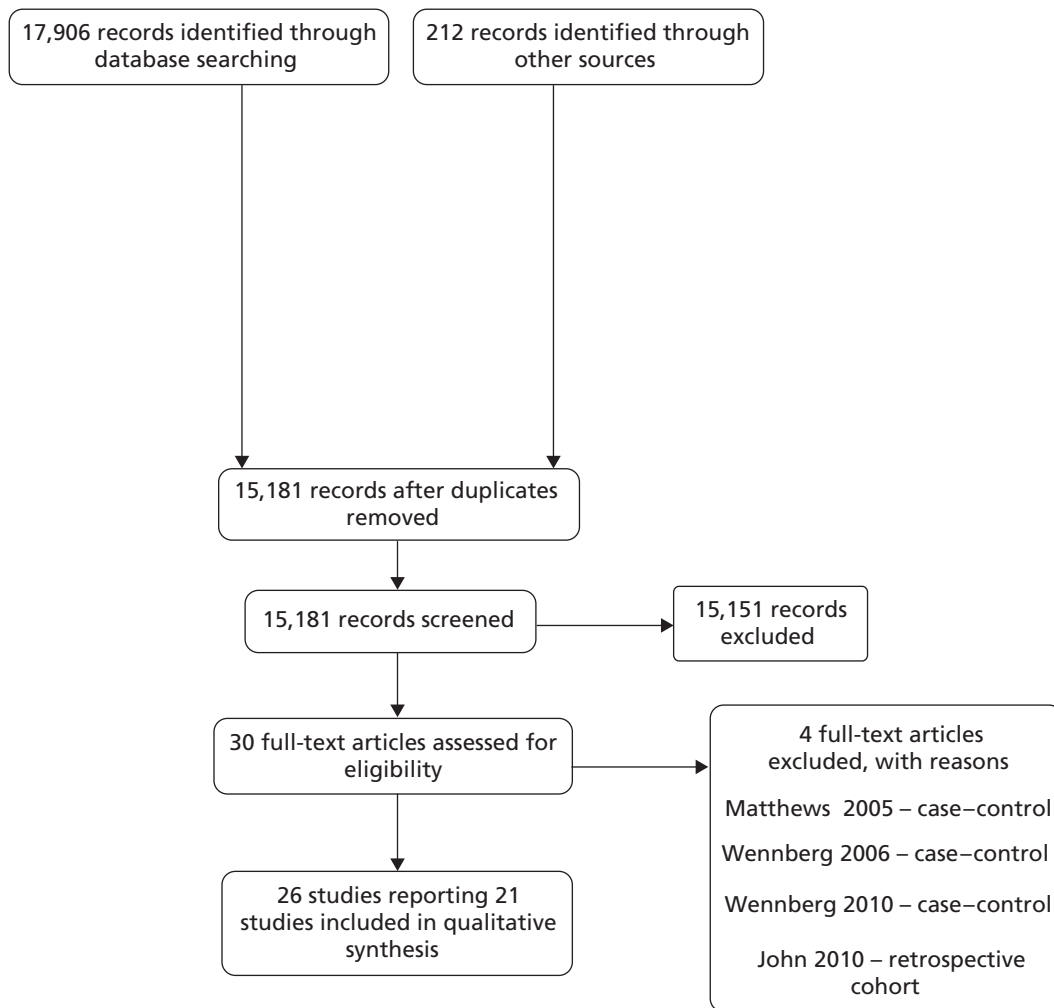 17,906 records identified through
database searching
212 records identified through
other sources
15,181 records after duplicates
removed
15,181 records screened
15,151 records
excluded
30 full-text articles assessed for
eligibility
4 full-text articles
excluded, with reasons
Matthews 2005 – case–control
Wennberg 2006 – case–control
Wennberg 2010 – case–control
John 2010 – retrospective
cohort
26 studies reporting 21
studies included in qualitative
synthesis